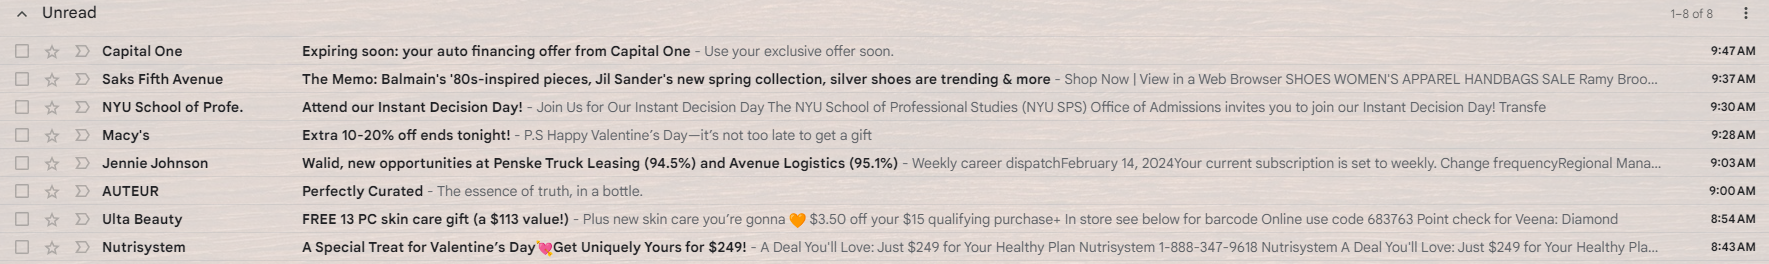 Unread 1–8 of 8
Capital One Expiring soon: your auto financing offer from Capital One - Use your exclusive offer soon. 9:47 AM
Saks Fifth Avenue The Memo: Balmain's '80s-inspired pieces, Jil Sander's new spring collection, silver shoes are trending & more - Shop Now | View in a Web Browser SHOES WOMEN'S APPAREL HANDBAGS SALE Ramy Broo... 9:37 AM
NYU School of Profe. Attend our Instant Decision Day! - Join Us for Our Instant Decision Day The NYU School of Professional Studies (NYU SPS) Office of Admissions invites you to join our Instant Decision Day! Transfe 9:30 AM
Macy's Extra 10-20% off ends tonight! - P.S Happy Valentine's Day—it's not too late to get a gift 9:28 AM
Jennie Johnson Walid, new opportunities at Penske Truck Leasing (94.5%) and Avenue Logistics (95.1%) - Weekly career dispatchFebruary 14, 2024Your current subscription is set to weekly. Change frequencyRegional Mana... 9:03 AM
AUTEUR Perfectly Curated - The essence of truth, in a bottle. 9:00 AM
Ulta Beauty FREE 13 PC skin care gift (a $113 value!) - Plus new skin care you're gonna 🧡 $3.50 off your $15 qualifying purchase+ In store see below for barcode Online use code 683763 Point check for Veena: Diamond 8:54 AM
Nutrisystem A Special Treat for Valentine's Day💘Get Uniquely Yours for $249! - A Deal You'll Love: Just $249 for Your Healthy Plan Nutrisystem 1-888-347-9618 Nutrisystem A Deal You'll Love: Just $249 for Your Healthy Pla... 8:43 AM